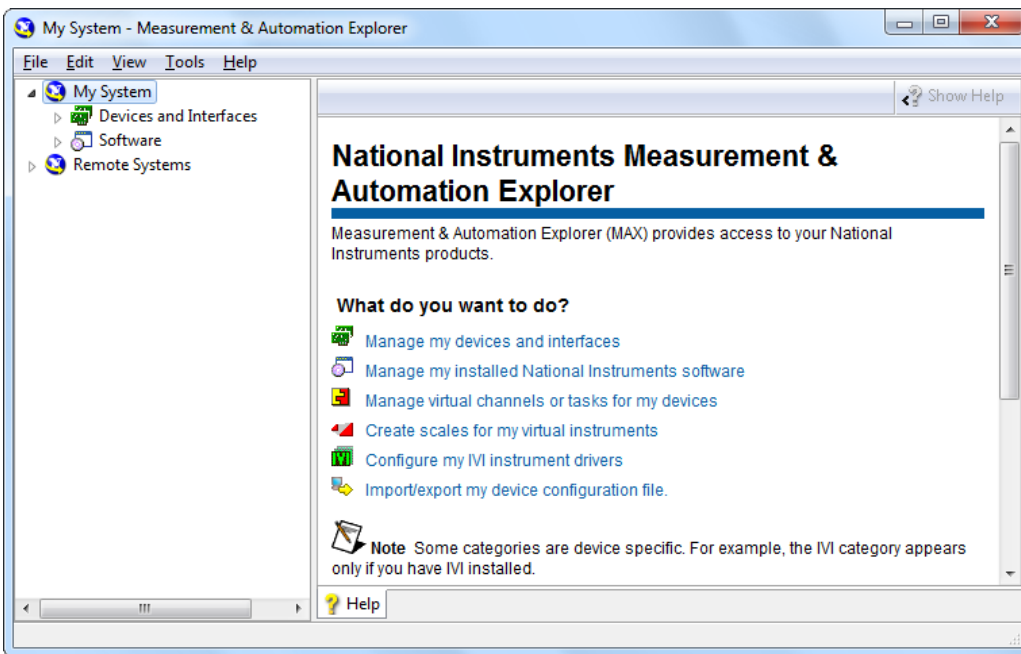 My System - Measurement & Automation Explorer
File Edit View Tools Help
My System
Devices and Interfaces
Software
Remote Systems
Show Help
National Instruments Measurement &
Automation Explorer
Measurement & Automation Explorer (MAX) provides access to your National
Instruments products.
What do you want to do?
Manage my devices and interfaces
Manage my installed National Instruments software
Manage virtual channels or tasks for my devices
Create scales for my virtual instruments
Configure my IVI instrument drivers
Import/export my device configuration file.
Note Some categories are device specific. For example, the IVI category appears
only if you have IVI installed.
Help